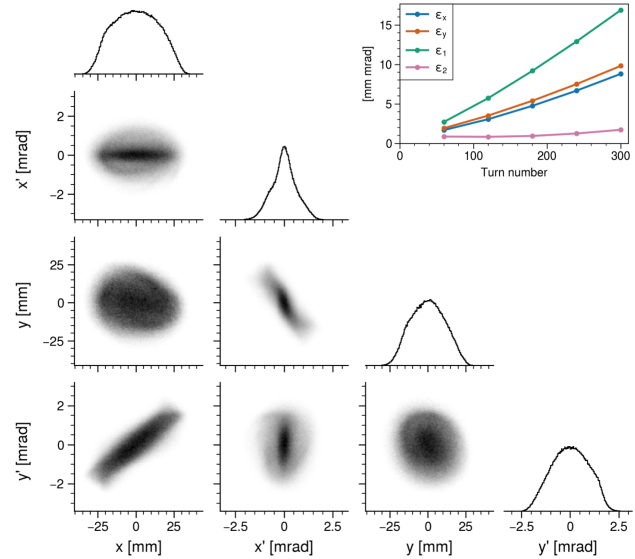 εx
εy
ε1
ε2
[mm mrad]
15
10
5
0
0
100
200
300
Turn number
x' [mrad]
2
0
−2
y [mm]
25
0
−25
y' [mrad]
2
0
−2
−25
0
25
−2.5
0
2.5
−25
0
25
−2.5
0
2.5
x [mm]
x' [mrad]
y [mm]
y' [mrad]